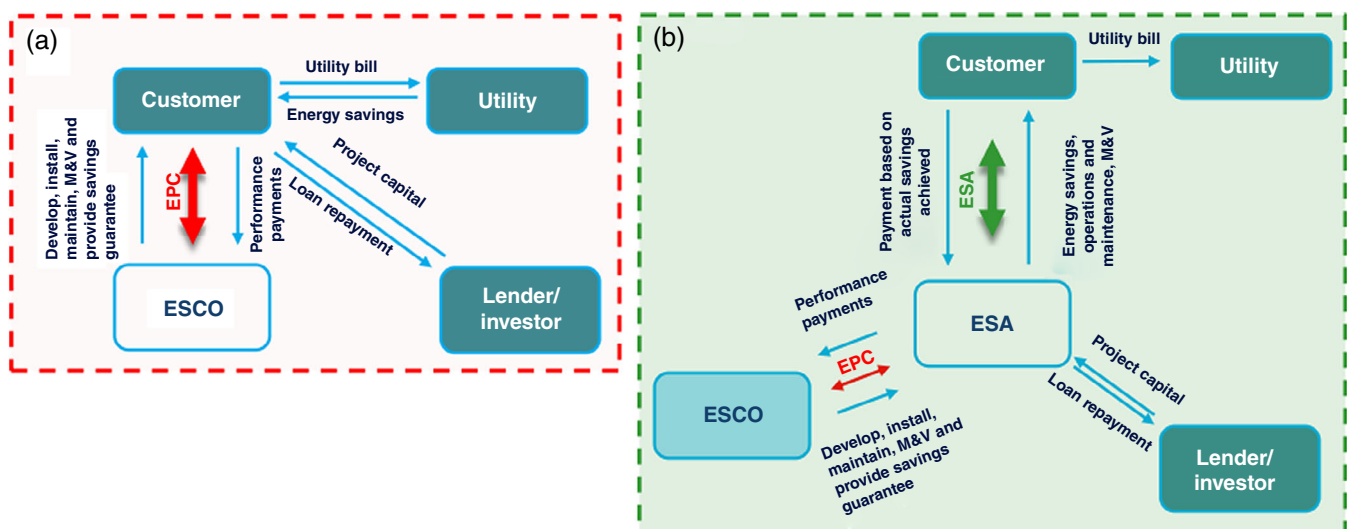 (a)
Customer
Utility bill
Energy savings
Utility
Develop, install,
maintain, M&V and
provide savings
guarantee
EPC
Performance
payments
Project capital
Loan repayment
ESCO
Lender/
investor
(b)
Customer
Utility bill
Utility
Payment based on
actual savings
achieved
ESA
Energy savings,
operations and
maintenance, M&V
ESA
Performance
payments
EPC
ESCO
Develop, install,
maintain, M&V and
provide savings
guarantee
Project capital
Loan repayment
Lender/
investor